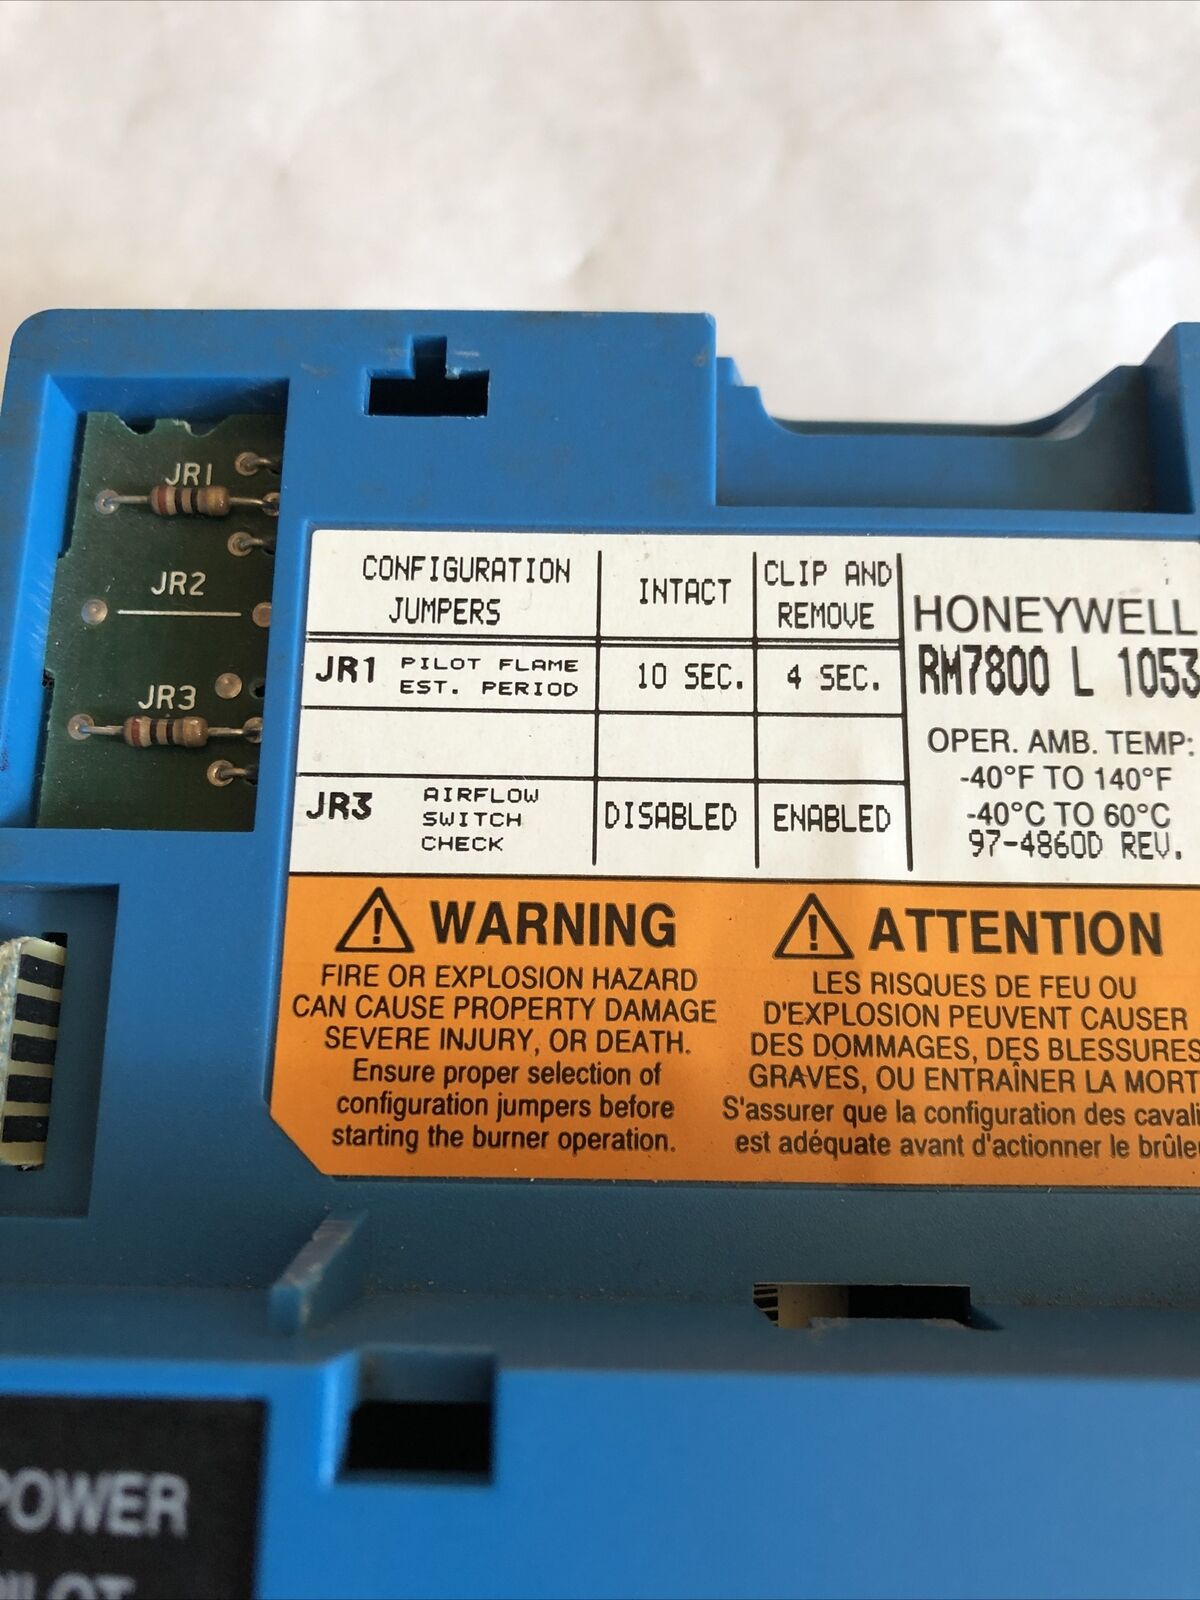 JR1
JR2
JR3
CONFIGURATION JUMPERS
INTACT
CLIP AND REMOVE
JR1 PILOT FLAME EST. PERIOD
10 SEC.
4 SEC.
JR3 AIRFLOW SWITCH CHECK
DISABLED
ENABLED
HONEYWELL
RM7800 L 1053
OPER. AMB. TEMP:
-40°F TO 140°F
-40°C TO 60°C
97-4860D REV.
WARNING
FIRE OR EXPLOSION HAZARD
CAN CAUSE PROPERTY DAMAGE
SEVERE INJURY, OR DEATH.
Ensure proper selection of
configuration jumpers before
starting the burner operation.
ATTENTION
LES RISQUES DE FEU OU
D'EXPLOSION PEUVENT CAUSER
DES DOMMAGES, DES BLESSURES
GRAVES, OU ENTRAÎNER LA MORT
S'assurer que la configuration des cavali
est adéquate avant d'actionner le brûle
POWER
PILOT